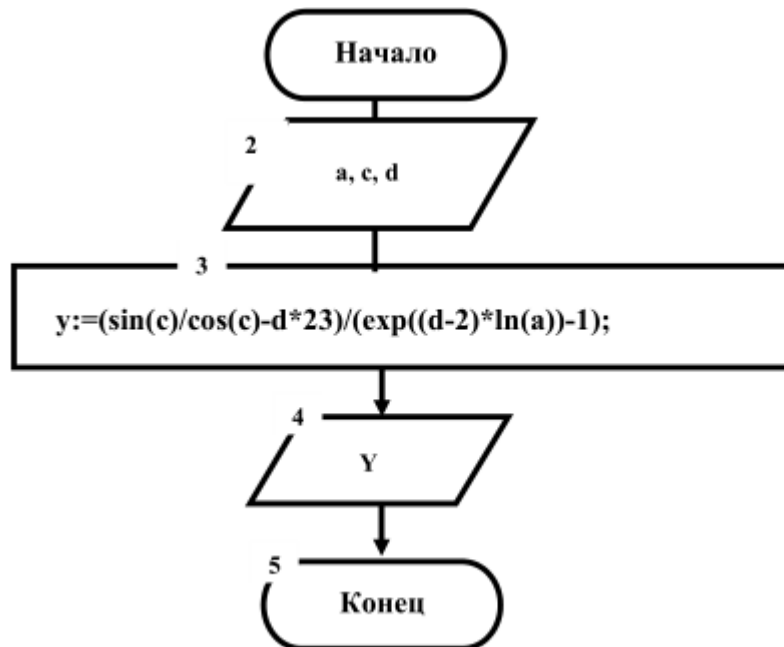 Начало
2
a, c, d
3
y:=(sin(c)/cos(c)-d*23)/(exp((d-2)*ln(a))-1);
4
Y
5
Конец